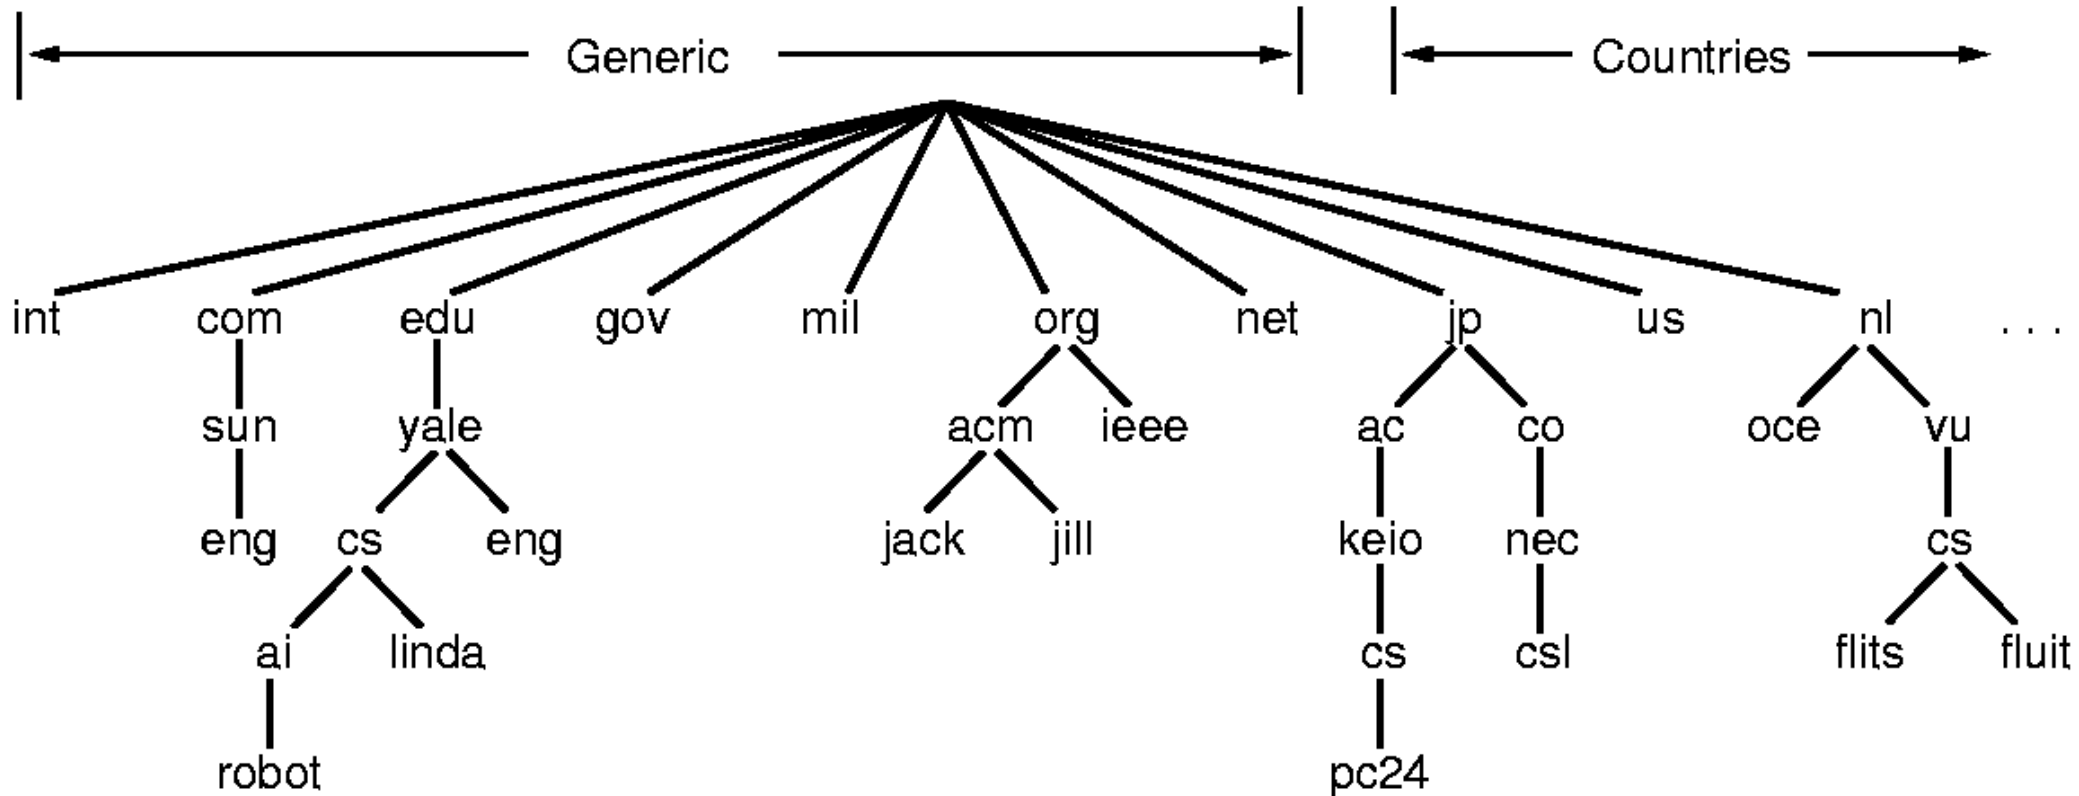 Generic Countries
int com edu gov mil org net jp us nl . . .
sun yale acm ieee ac co oce vu
eng cs eng jack jill keio nec cs
ai linda cs csl flits fluit
robot pc24